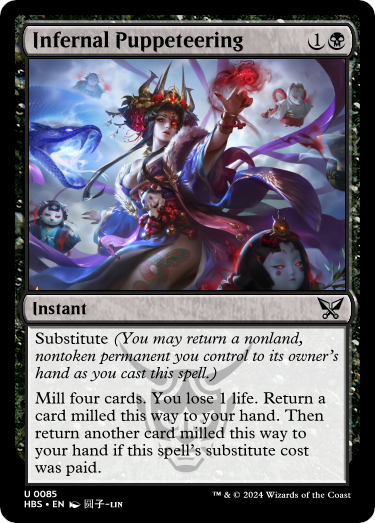 Infernal Puppeteering 1
Instant
Substitute (You may return a nonland,
nontoken permanent you control to its owner's
hand as you cast this spell.)
Mill four cards. You lose 1 life. Return a
card milled this way to your hand. Then
return another card milled this way to
your hand if this spell's substitute cost
was paid.
U 0085
HBS • EN 圆子-LIN
™ & © 2024 Wizards of the Coast